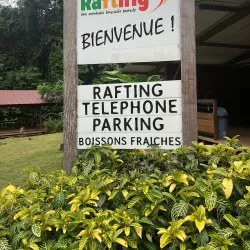 Rafting
BIENVENUE !
RAFTING
TELEPHONE
PARKING
BOISSONS FRAICHES